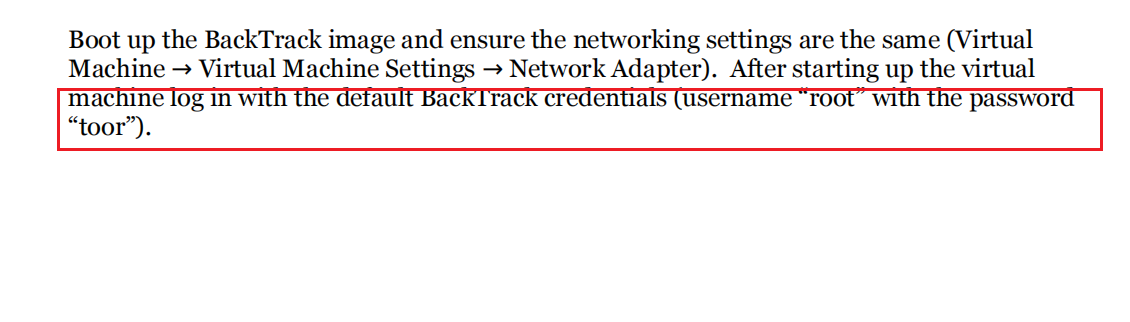 Boot up the BackTrack image and ensure the networking settings are the same (Virtual
Machine → Virtual Machine Settings → Network Adapter).  After starting up the virtual
machine log in with the default BackTrack credentials (username “root” with the password
“toor”).